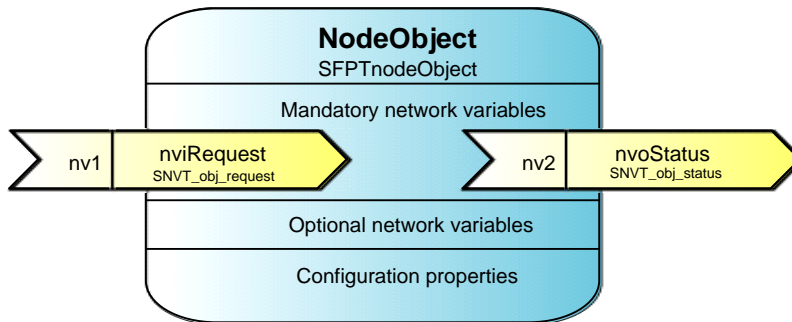 NodeObject
SFPTnodeObject
Mandatory network variables
nv1
nviRequest
SNVT_obj_request
nv2
nvoStatus
SNVT_obj_status
Optional network variables
Configuration properties